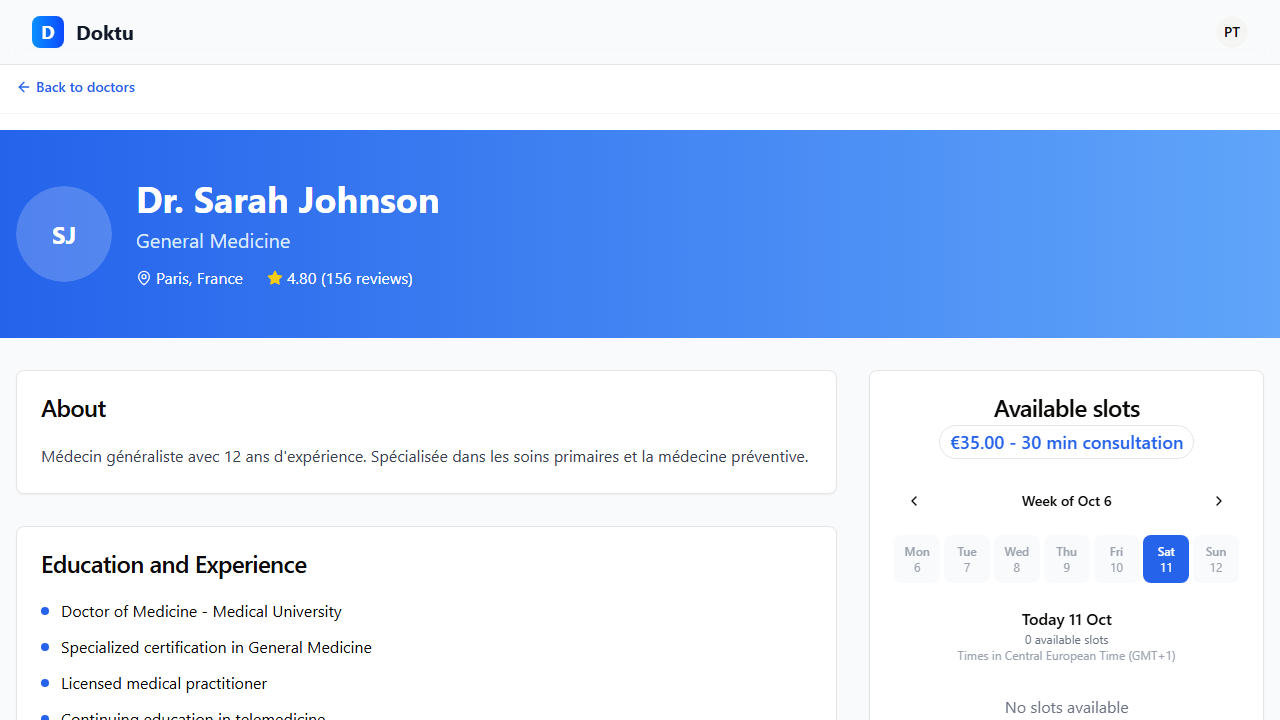 D Doktu
PT
Back to doctors
SJ
Dr. Sarah Johnson
General Medicine
Paris, France
4.80 (156 reviews)
About
Médecin généraliste avec 12 ans d'expérience. Spécialisée dans les soins primaires et la médecine préventive.
Education and Experience
Doctor of Medicine - Medical University
Specialized certification in General Medicine
Licensed medical practitioner
Continuing education in telemedicine
Available slots
€35.00 - 30 min consultation
Week of Oct 6
Mon Tue Wed Thu Fri Sat Sun
6 7 8 9 10 11 12
Today 11 Oct
0 available slots
Times in Central European Time (GMT+1)
No slots available